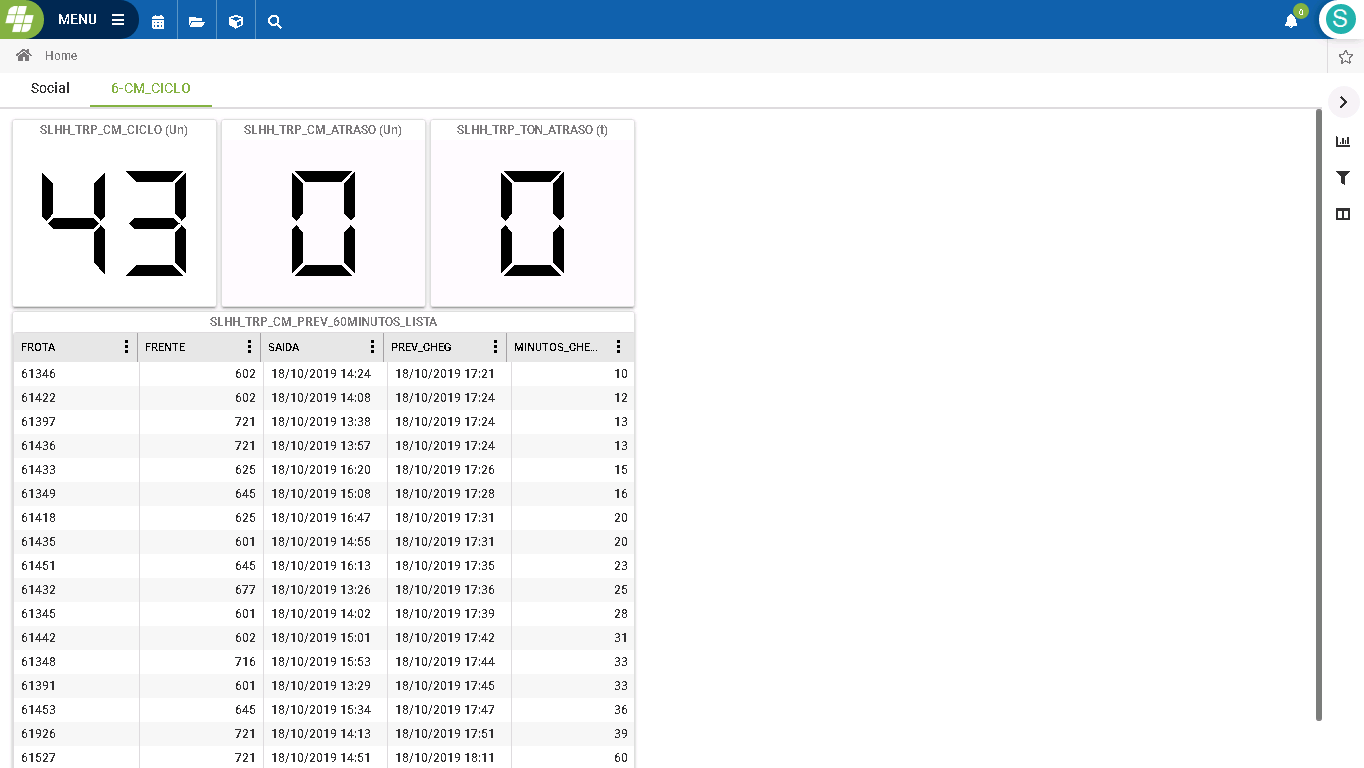 MENU
0
S
Home
Social 6-CM_CICLO
SLHH_TRP_CM_CICLO (Un) SLHH_TRP_CM_ATRASO (Un) SLHH_TRP_TON_ATRASO (t)
43 0 0
SLHH_TRP_CM_PREV_60MINUTOS_LISTA
FROTA FRENTE SAIDA PREV_CHEG MINUTOS_CHE...
61346 602 18/10/2019 14:24 18/10/2019 17:21 10
61422 602 18/10/2019 14:08 18/10/2019 17:24 12
61397 721 18/10/2019 13:38 18/10/2019 17:24 13
61436 721 18/10/2019 13:57 18/10/2019 17:24 13
61433 625 18/10/2019 16:20 18/10/2019 17:26 15
61349 645 18/10/2019 15:08 18/10/2019 17:28 16
61418 625 18/10/2019 16:47 18/10/2019 17:31 20
61435 601 18/10/2019 14:55 18/10/2019 17:31 20
61451 645 18/10/2019 16:13 18/10/2019 17:35 23
61432 677 18/10/2019 13:26 18/10/2019 17:36 25
61345 601 18/10/2019 14:02 18/10/2019 17:39 28
61442 602 18/10/2019 15:01 18/10/2019 17:42 31
61348 716 18/10/2019 15:53 18/10/2019 17:44 33
61391 601 18/10/2019 13:29 18/10/2019 17:45 33
61453 645 18/10/2019 15:34 18/10/2019 17:47 36
61926 721 18/10/2019 14:13 18/10/2019 17:51 39
61527 721 18/10/2019 14:51 18/10/2019 18:11 60